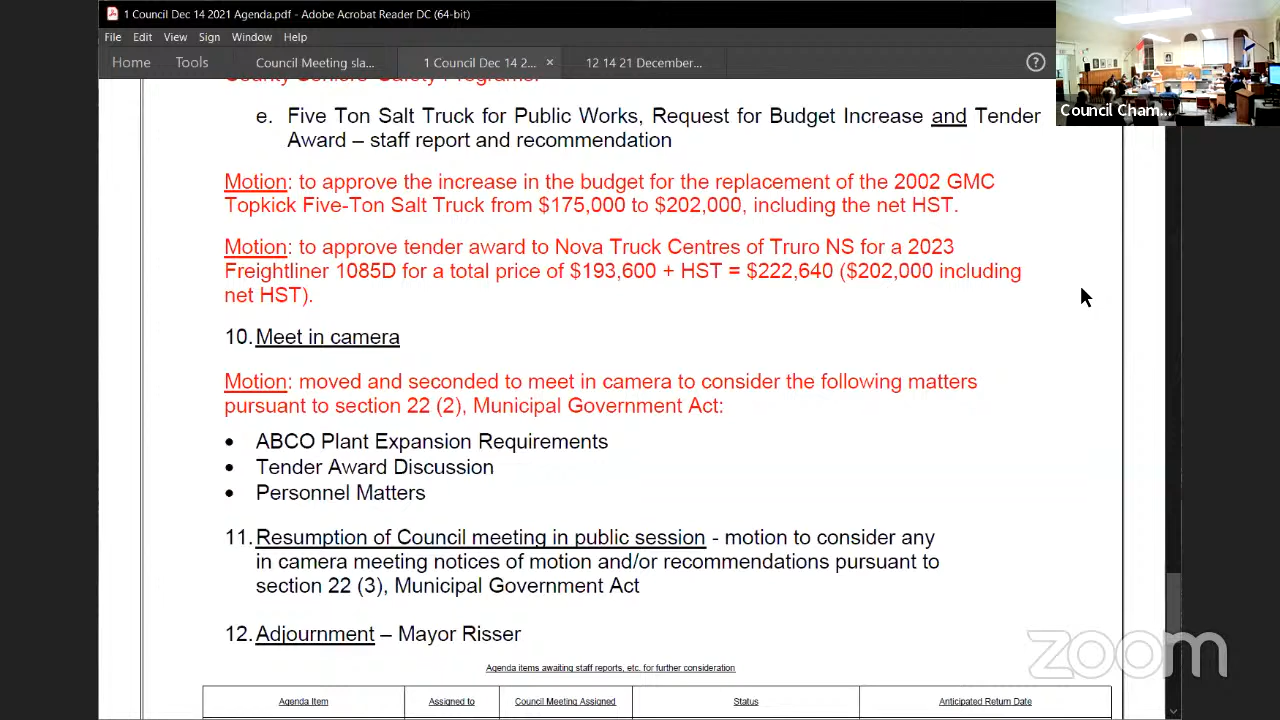 1 Council Dec 14 2021 Agenda.pdf - Adobe Acrobat Reader DC (64-bit)
File Edit View Sign Window Help
Home Tools Council Meeting sla... 1 Council Dec 14 2... × 12 14 21 December...
Council Cham...
County Seniors' Safety Programs.
e. Five Ton Salt Truck for Public Works, Request for Budget Increase and Tender
Award – staff report and recommendation
Motion: to approve the increase in the budget for the replacement of the 2002 GMC
Topkick Five-Ton Salt Truck from $175,000 to $202,000, including the net HST.
Motion: to approve tender award to Nova Truck Centres of Truro NS for a 2023
Freightliner 1085D for a total price of $193,600 + HST = $222,640 ($202,000 including
net HST).
10. Meet in camera
Motion: moved and seconded to meet in camera to consider the following matters
pursuant to section 22 (2), Municipal Government Act:
• ABCO Plant Expansion Requirements
• Tender Award Discussion
• Personnel Matters
11. Resumption of Council meeting in public session - motion to consider any
in camera meeting notices of motion and/or recommendations pursuant to
section 22 (3), Municipal Government Act
12. Adjournment – Mayor Risser
zoom
Agenda items awaiting staff reports, etc. for further consideration
Agenda Item Assigned to Council Meeting Assigned Status Anticipated Return Date